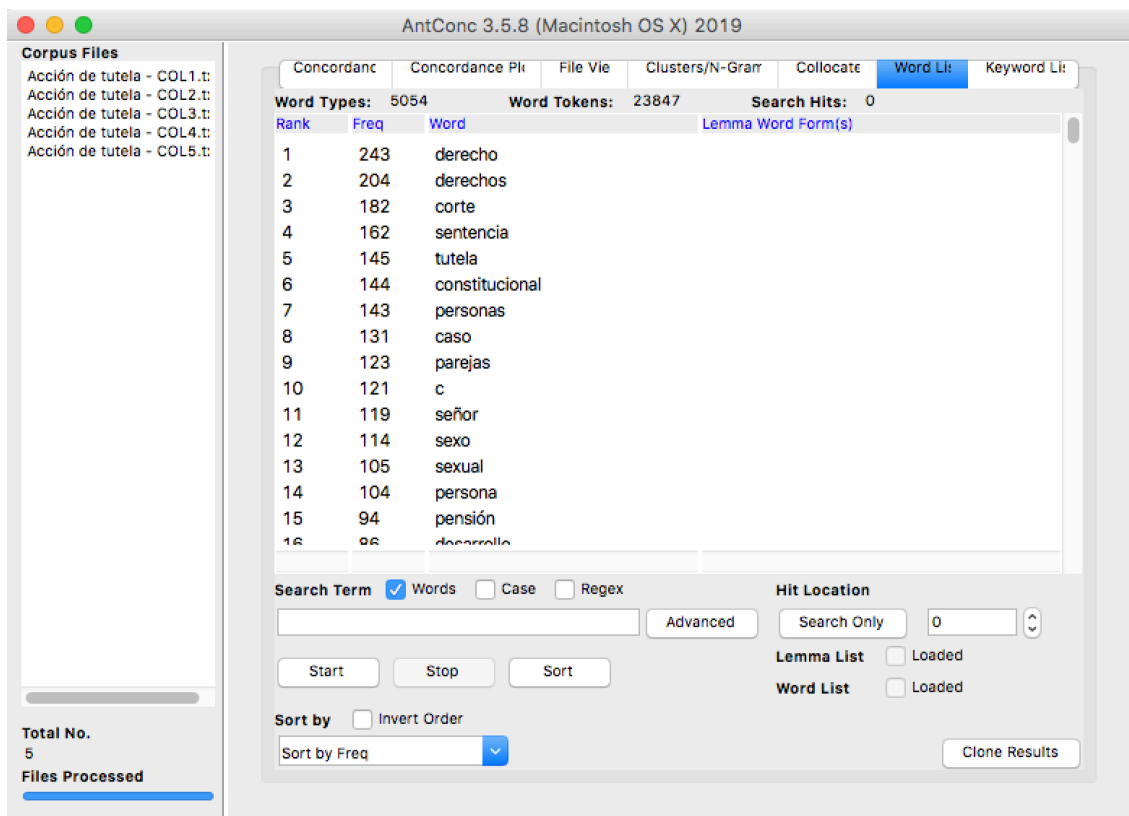 AntConc 3.5.8 (Macintosh OS X) 2019
Corpus Files
Acción de tutela - COL1.t
Acción de tutela - COL2.t
Acción de tutela - COL3.t
Acción de tutela - COL4.t
Acción de tutela - COL5.t
Concordanc Concordance Pl File Vie Clusters/N-Gran Collocate Word Li Keyword Li
Word Types: 5054 Word Tokens: 23847 Search Hits: 0
Rank Freq Word Lemma Word Form(s)
1 243 derecho
2 204 derechos
3 182 corte
4 162 sentencia
5 145 tutela
6 144 constitucional
7 143 personas
8 131 caso
9 123 parejas
10 121 c
11 119 señor
12 114 sexo
13 105 sexual
14 104 persona
15 94 pensión
16 86 desarrollo
Search Term Words Case Regex Hit Location
Advanced Search Only 0
Lemma List Loaded
Start Stop Sort
Word List Loaded
Sort by Invert Order
Sort by Freq
Clone Results
Total No.
5
Files Processed